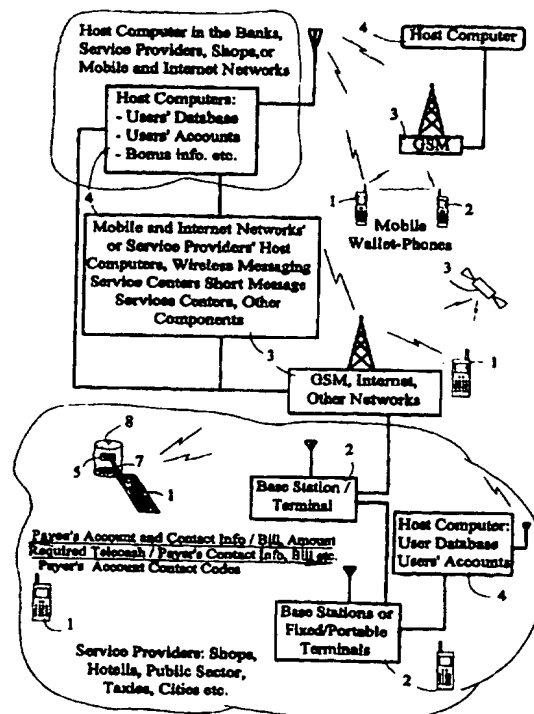 Host Computer in the Banks,
Service Providers, Shops, or
Mobile and Internet Networks
Host Computers:
- Users' Database
- Users' Accounts
- Bonus info. etc.
4
4
Host Computer
3
GSM
1
2
Mobile
Wallet-Phones
Mobile and Internet Networks'
or Service Providers' Host
Computers, Wireless Messaging
Service Centers Short Message
Services Centers, Other
Components
3
3
1
GSM, Internet,
Other Networks
8
5
7
1
2
Base Station /
Terminal
Payee's Account and Contact Info / Bill, Amount
Required Telecash / Payer's Contact Info, Bill etc.
Payer's Account Contact Codes
Host Computer:
User Database
Users' Accounts
4
1
Base Stations or
Fixed/Portable
Terminals
2
Service Providers: Shops,
Hotells, Public Sector,
Taxies, Cities etc.